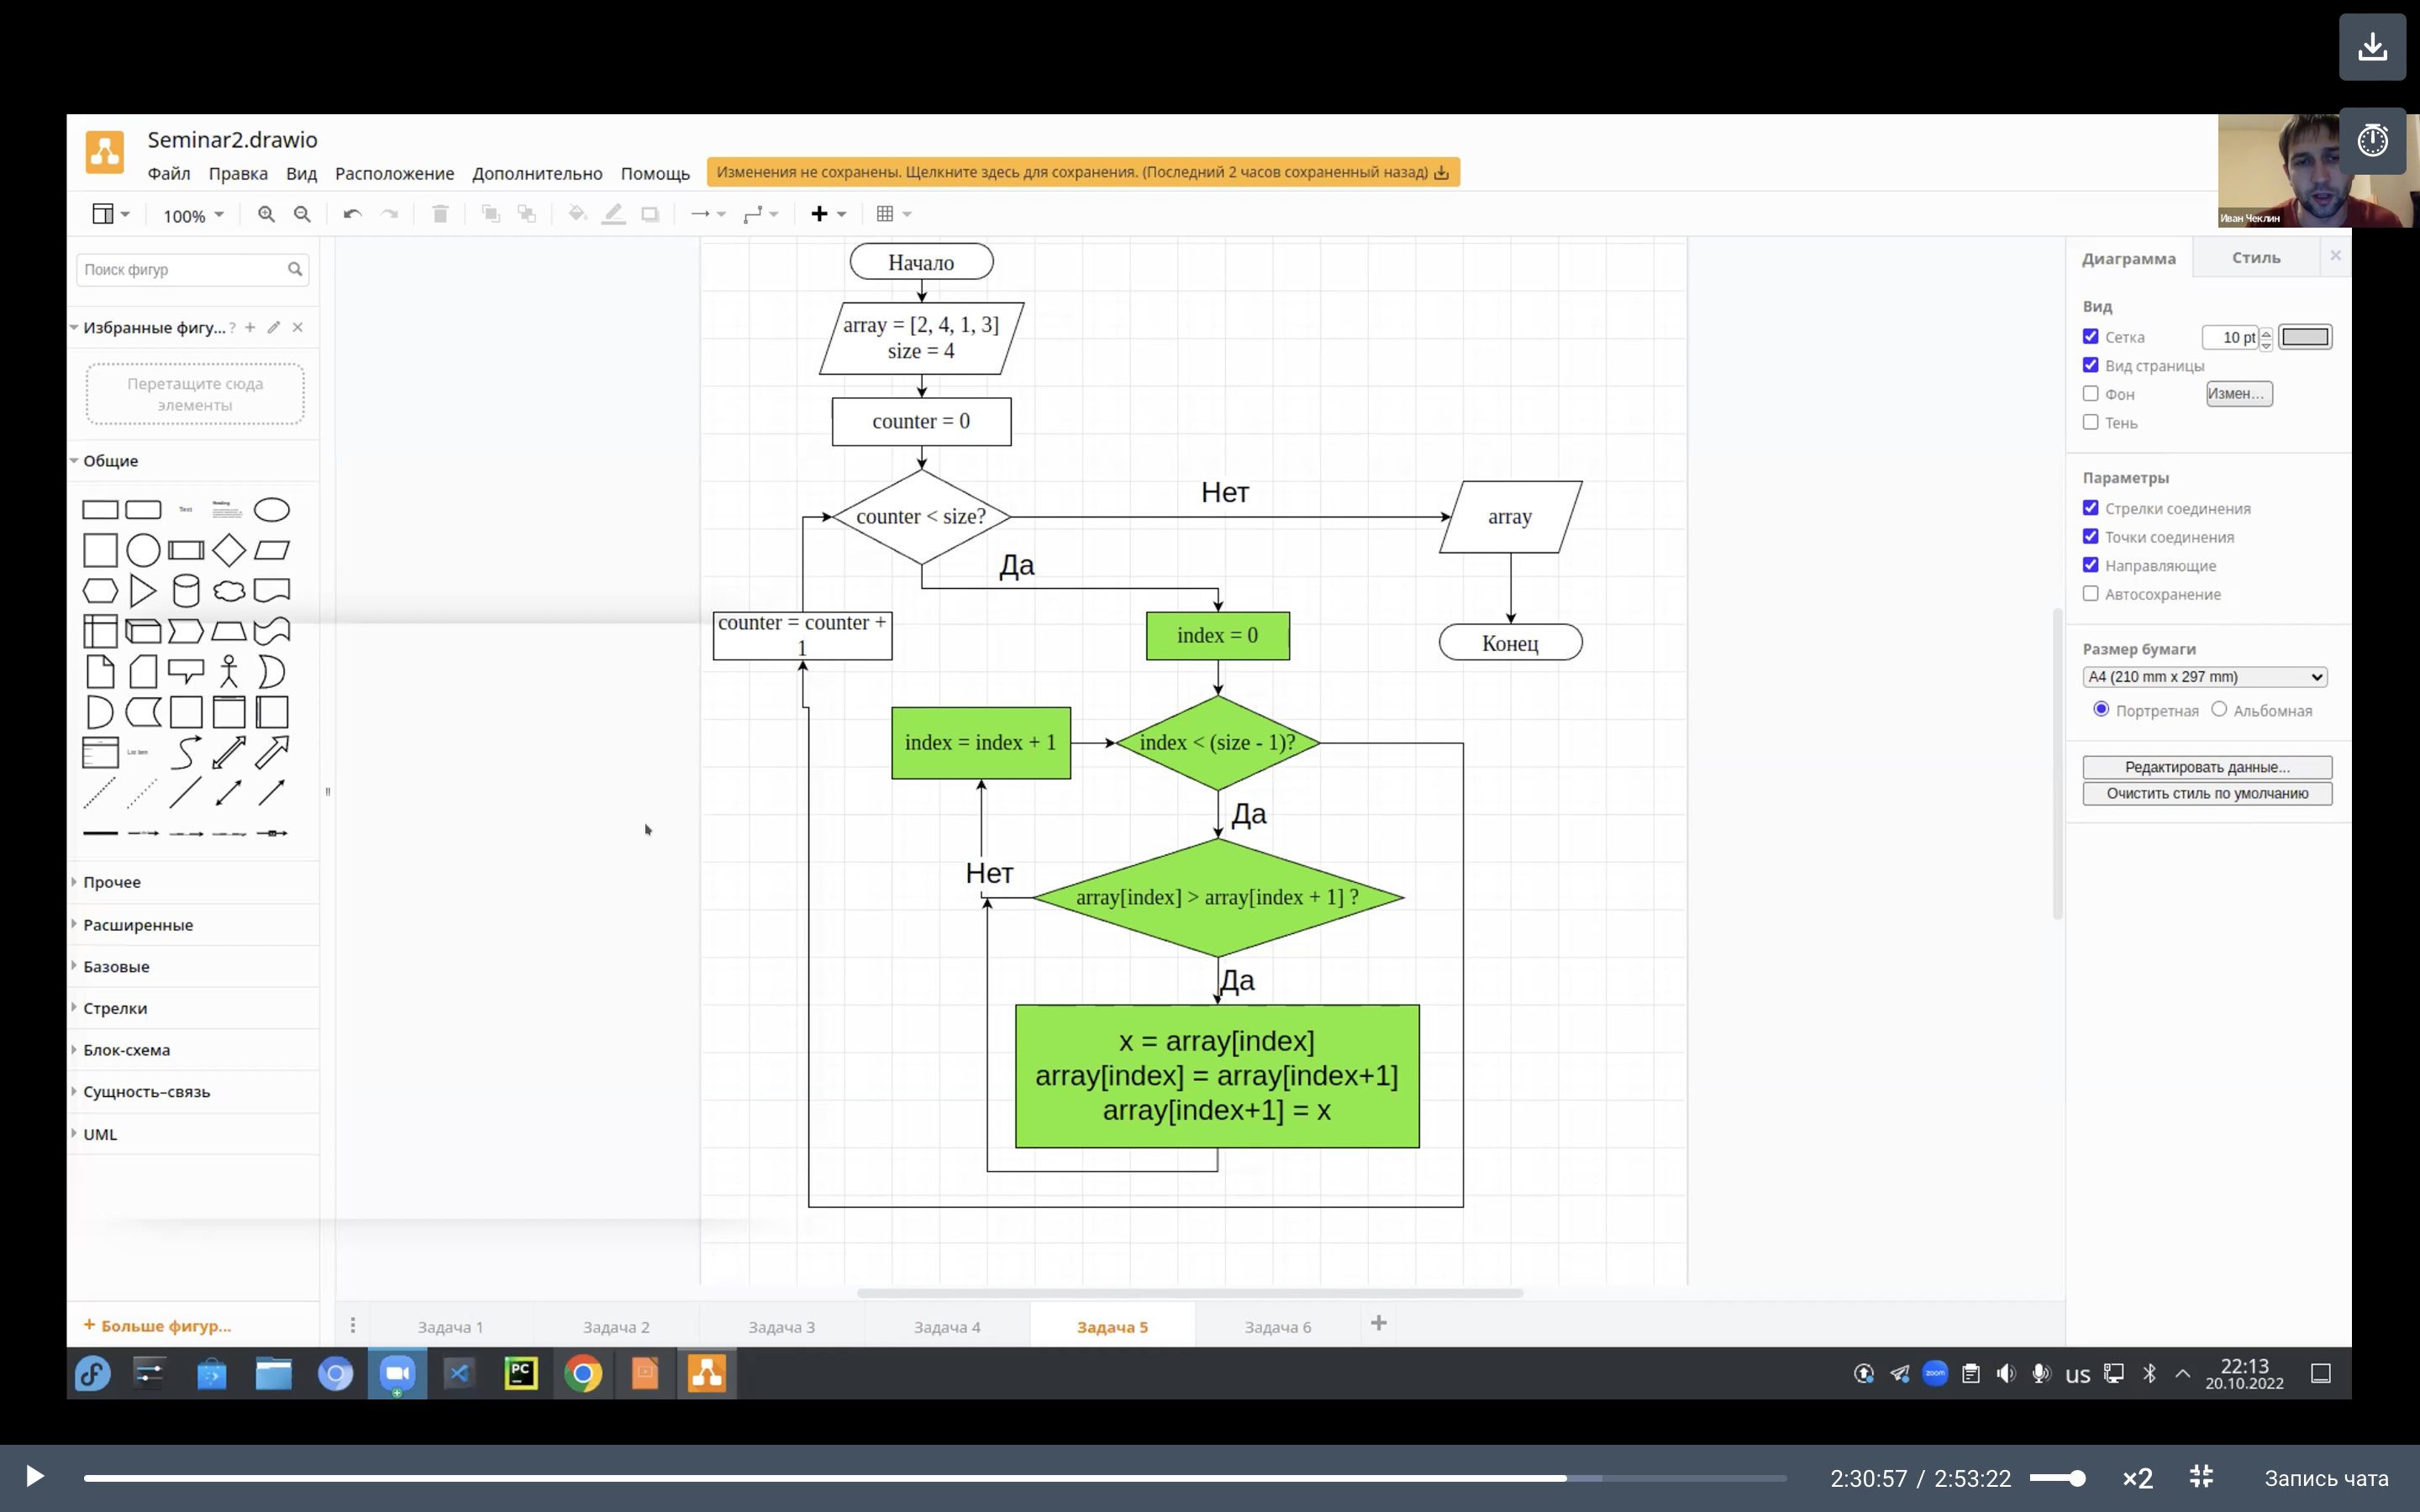 Seminar2.drawio
Файл Правка Вид Расположение Дополнительно Помощь
Изменения не сохранены. Щелкните здесь для сохранения. (Последний 2 часов сохраненный назад)
Иван Чеклин
100%
Поиск фигур
Избранные фигу... ?
Перетащите сюда
элементы
Общие
Text
Heading
List Item
Прочее
Расширенные
Базовые
Стрелки
Блок-схема
Сущность–связь
UML
+ Больше фигур...
Начало
array = [2, 4, 1, 3]
size = 4
counter = 0
counter < size?
Нет
array
Да
counter = counter +
1
index = 0
Конец
index = index + 1
index < (size - 1)?
Да
Нет
array[index] > array[index + 1] ?
Да
x = array[index]
array[index] = array[index+1]
array[index+1] = x
Диаграмма Стиль
Вид
Сетка 10 pt
Вид страницы
Фон Измен...
Тень
Параметры
Стрелки соединения
Точки соединения
Направляющие
Автосохранение
Размер бумаги
A4 (210 mm x 297 mm)
Портретная Альбомная
Редактировать данные...
Очистить стиль по умолчанию
Задача 1 Задача 2 Задача 3 Задача 4 Задача 5 Задача 6
PC
zoom
us
22:13
20.10.2022
2:30:57 / 2:53:22
×2
Запись чата